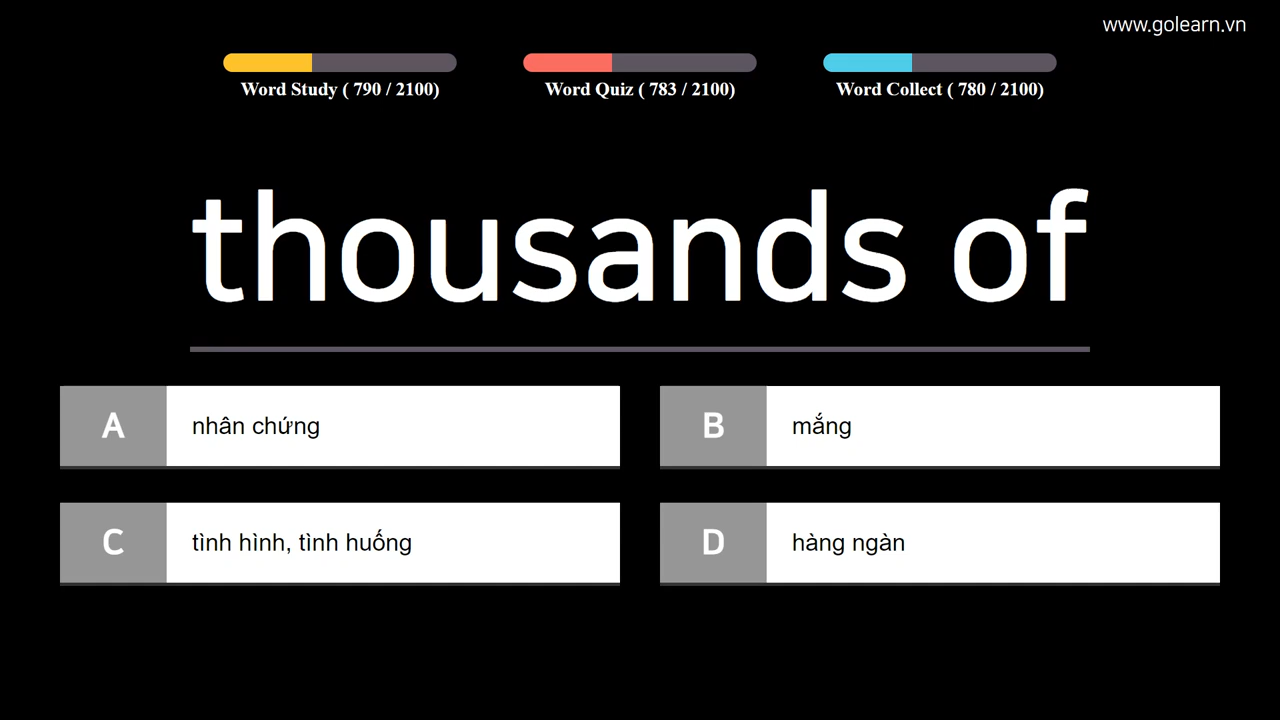 www.golearn.vn
Word Study ( 790 / 2100)
Word Quiz ( 783 / 2100)
Word Collect ( 780 / 2100)
thousands of
A nhân chứng
B mắng
C tình hình, tình huống
D hàng ngàn